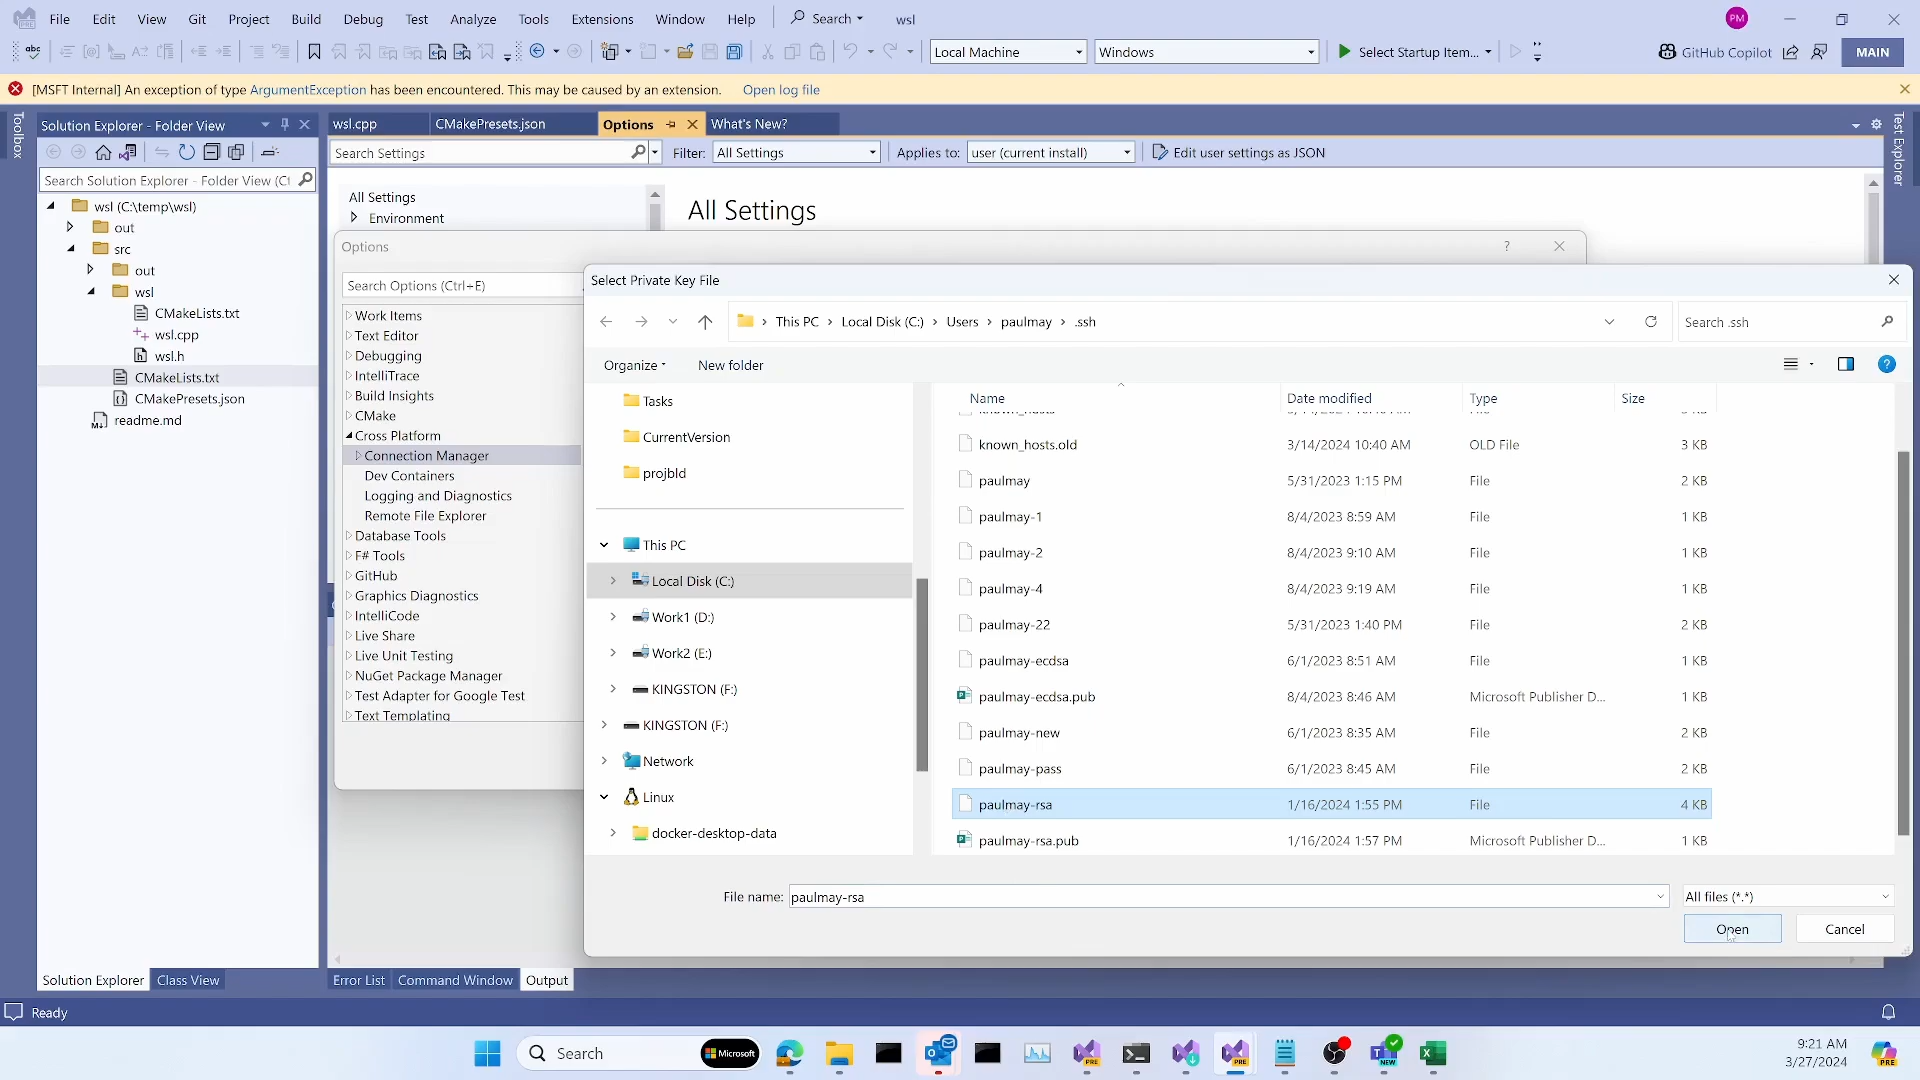 File Edit View Git Project Build Debug Test Analyze Tools Extensions Window Help Search wsl PM
abc Local Machine Windows Select Startup Item... GitHub Copilot MAIN
[MSFT Internal] An exception of type ArgumentException has been encountered. This may be caused by an extension. Open log file
Toolbox
Solution Explorer - Folder View
wsl.cpp CMakePresets.json Options What's New?
Test Explorer
Search Settings Filter: All Settings Applies to: user (current install) Edit user settings as JSON
Search Solution Explorer - Folder View (Ct
wsl (C:\temp\wsl)
out
src
out
wsl
CMakeLists.txt
wsl.cpp
wsl.h
CMakeLists.txt
CMakePresets.json
readme.md
All Settings
Environment
All Settings
Options ?
Search Options (Ctrl+E)
Work Items
Text Editor
Debugging
IntelliTrace
Build Insights
CMake
Cross Platform
Connection Manager
Dev Containers
Logging and Diagnostics
Remote File Explorer
Database Tools
F# Tools
GitHub
Graphics Diagnostics
IntelliCode
Live Share
Live Unit Testing
NuGet Package Manager
Test Adapter for Google Test
Text Templating
Select Private Key File
This PC › Local Disk (C:) › Users › paulmay › .ssh
Search .ssh
Organize New folder ?
Tasks
CurrentVersion
projbld
This PC
Local Disk (C:)
Work1 (D:)
Work2 (E:)
KINGSTON (F:)
KINGSTON (F:)
Network
Linux
docker-desktop-data
Name Date modified Type Size
known_hosts
known_hosts.old 3/14/2024 10:40 AM OLD File 3 KB
paulmay 5/31/2023 1:15 PM File 2 KB
paulmay-1 8/4/2023 8:59 AM File 1 KB
paulmay-2 8/4/2023 9:10 AM File 1 KB
paulmay-4 8/4/2023 9:19 AM File 1 KB
paulmay-22 5/31/2023 1:40 PM File 2 KB
paulmay-ecdsa 6/1/2023 8:51 AM File 1 KB
paulmay-ecdsa.pub 8/4/2023 8:46 AM Microsoft Publisher D... 1 KB
paulmay-new 6/1/2023 8:35 AM File 2 KB
paulmay-pass 6/1/2023 8:45 AM File 2 KB
paulmay-rsa 1/16/2024 1:55 PM File 4 KB
paulmay-rsa.pub 1/16/2024 1:57 PM Microsoft Publisher D... 1 KB
File name: paulmay-rsa All files (*.*)
Open Cancel
Solution Explorer Class View Error List Command Window Output
Ready
Search Microsoft
PRE PRE NEW PRE
9:21 AM
3/27/2024